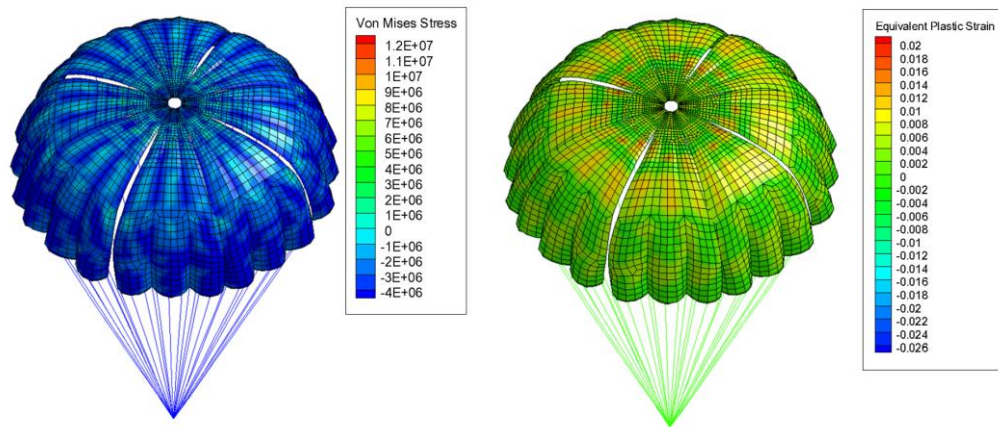 Von Mises Stress
1.2E+07
1.1E+07
1E+07
9E+06
8E+06
7E+06
6E+06
5E+06
4E+06
3E+06
2E+06
1E+06
0
-1E+06
-2E+06
-3E+06
-4E+06
Equivalent Plastic Strain
0.02
0.018
0.016
0.014
0.012
0.01
0.008
0.006
0.004
0.002
0
-0.002
-0.004
-0.006
-0.008
-0.01
-0.012
-0.014
-0.016
-0.018
-0.02
-0.022
-0.024
-0.026